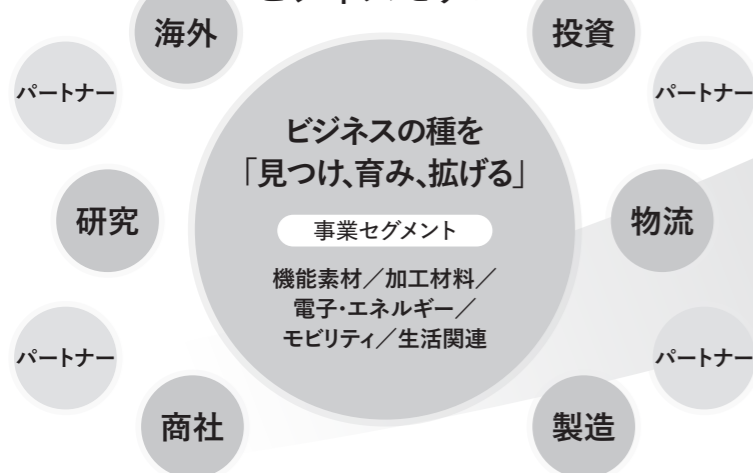 海外
投資
パートナー
パートナー
ビジネスの種を
「見つけ、育み、拡げる」
研究
物流
事業セグメント
機能素材／加工材料／
電子・エネルギー／
モビリティ／生活関連
パートナー
パートナー
商社
製造